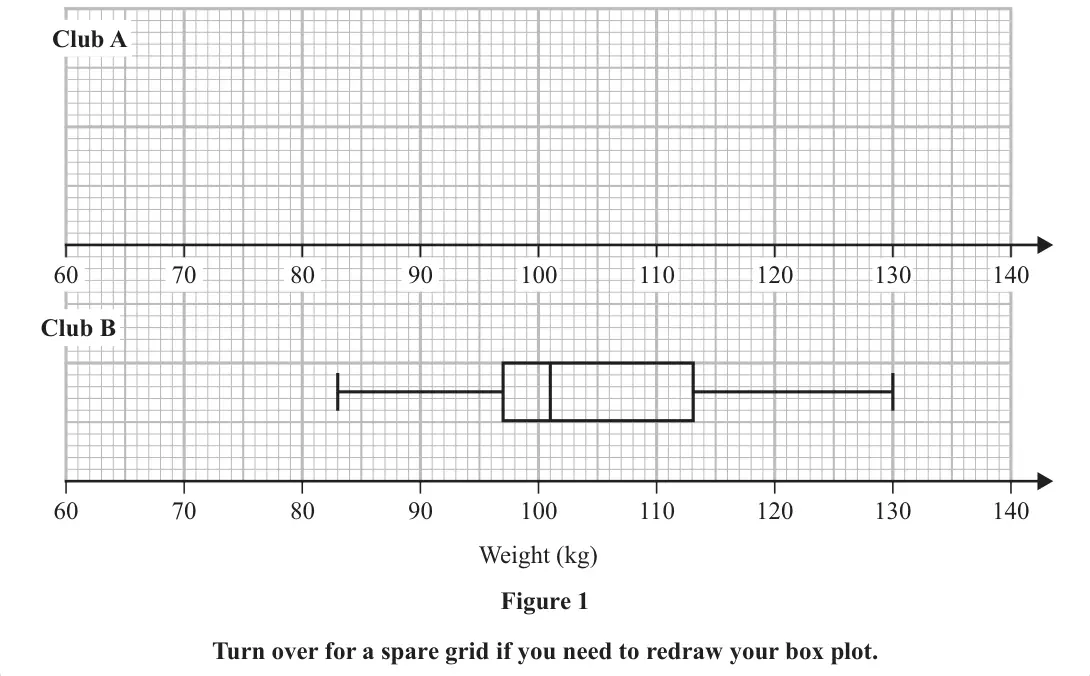 Club A
60 70 80 90 100 110 120 130 140
Club B
60 70 80 90 100 110 120 130 140
Weight (kg)
Figure 1
Turn over for a spare grid if you need to redraw your box plot.